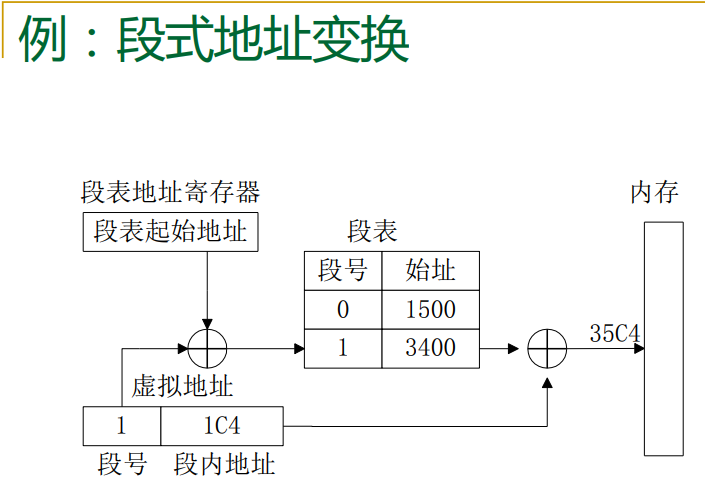 例：段式地址变换
段表地址寄存器
内存
段表起始地址
段表
段号 始址
0 1500
1 3400
35C4
虚拟地址
1 1C4
段号 段内地址